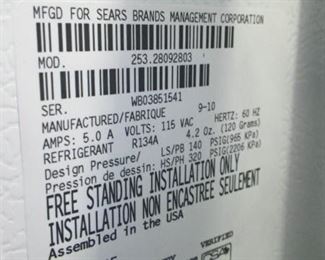 MFGD FOR SEARS BRANDS MANAGEMENT CORPORATION
MOD. 253.28092803
SER. WB03851541
MANUFACTURED/FABRIQUE 9-10
AMPS: 5.0 A VOLTS: 115 VAC HERTZ: 60 HZ
REFRIGERANT R134A 4.2 Oz. (120 Grams)
Design Pressure/ LS/PB 140 PSIG(965 KPA)
Pression de dessin: HS/PH 320 PSIG(2206 KPA)
FREE STANDING INSTALLATION ONLY
INSTALLATION NON ENCASTREE SEULEMENT
Assembled in the USA
VERIFIED